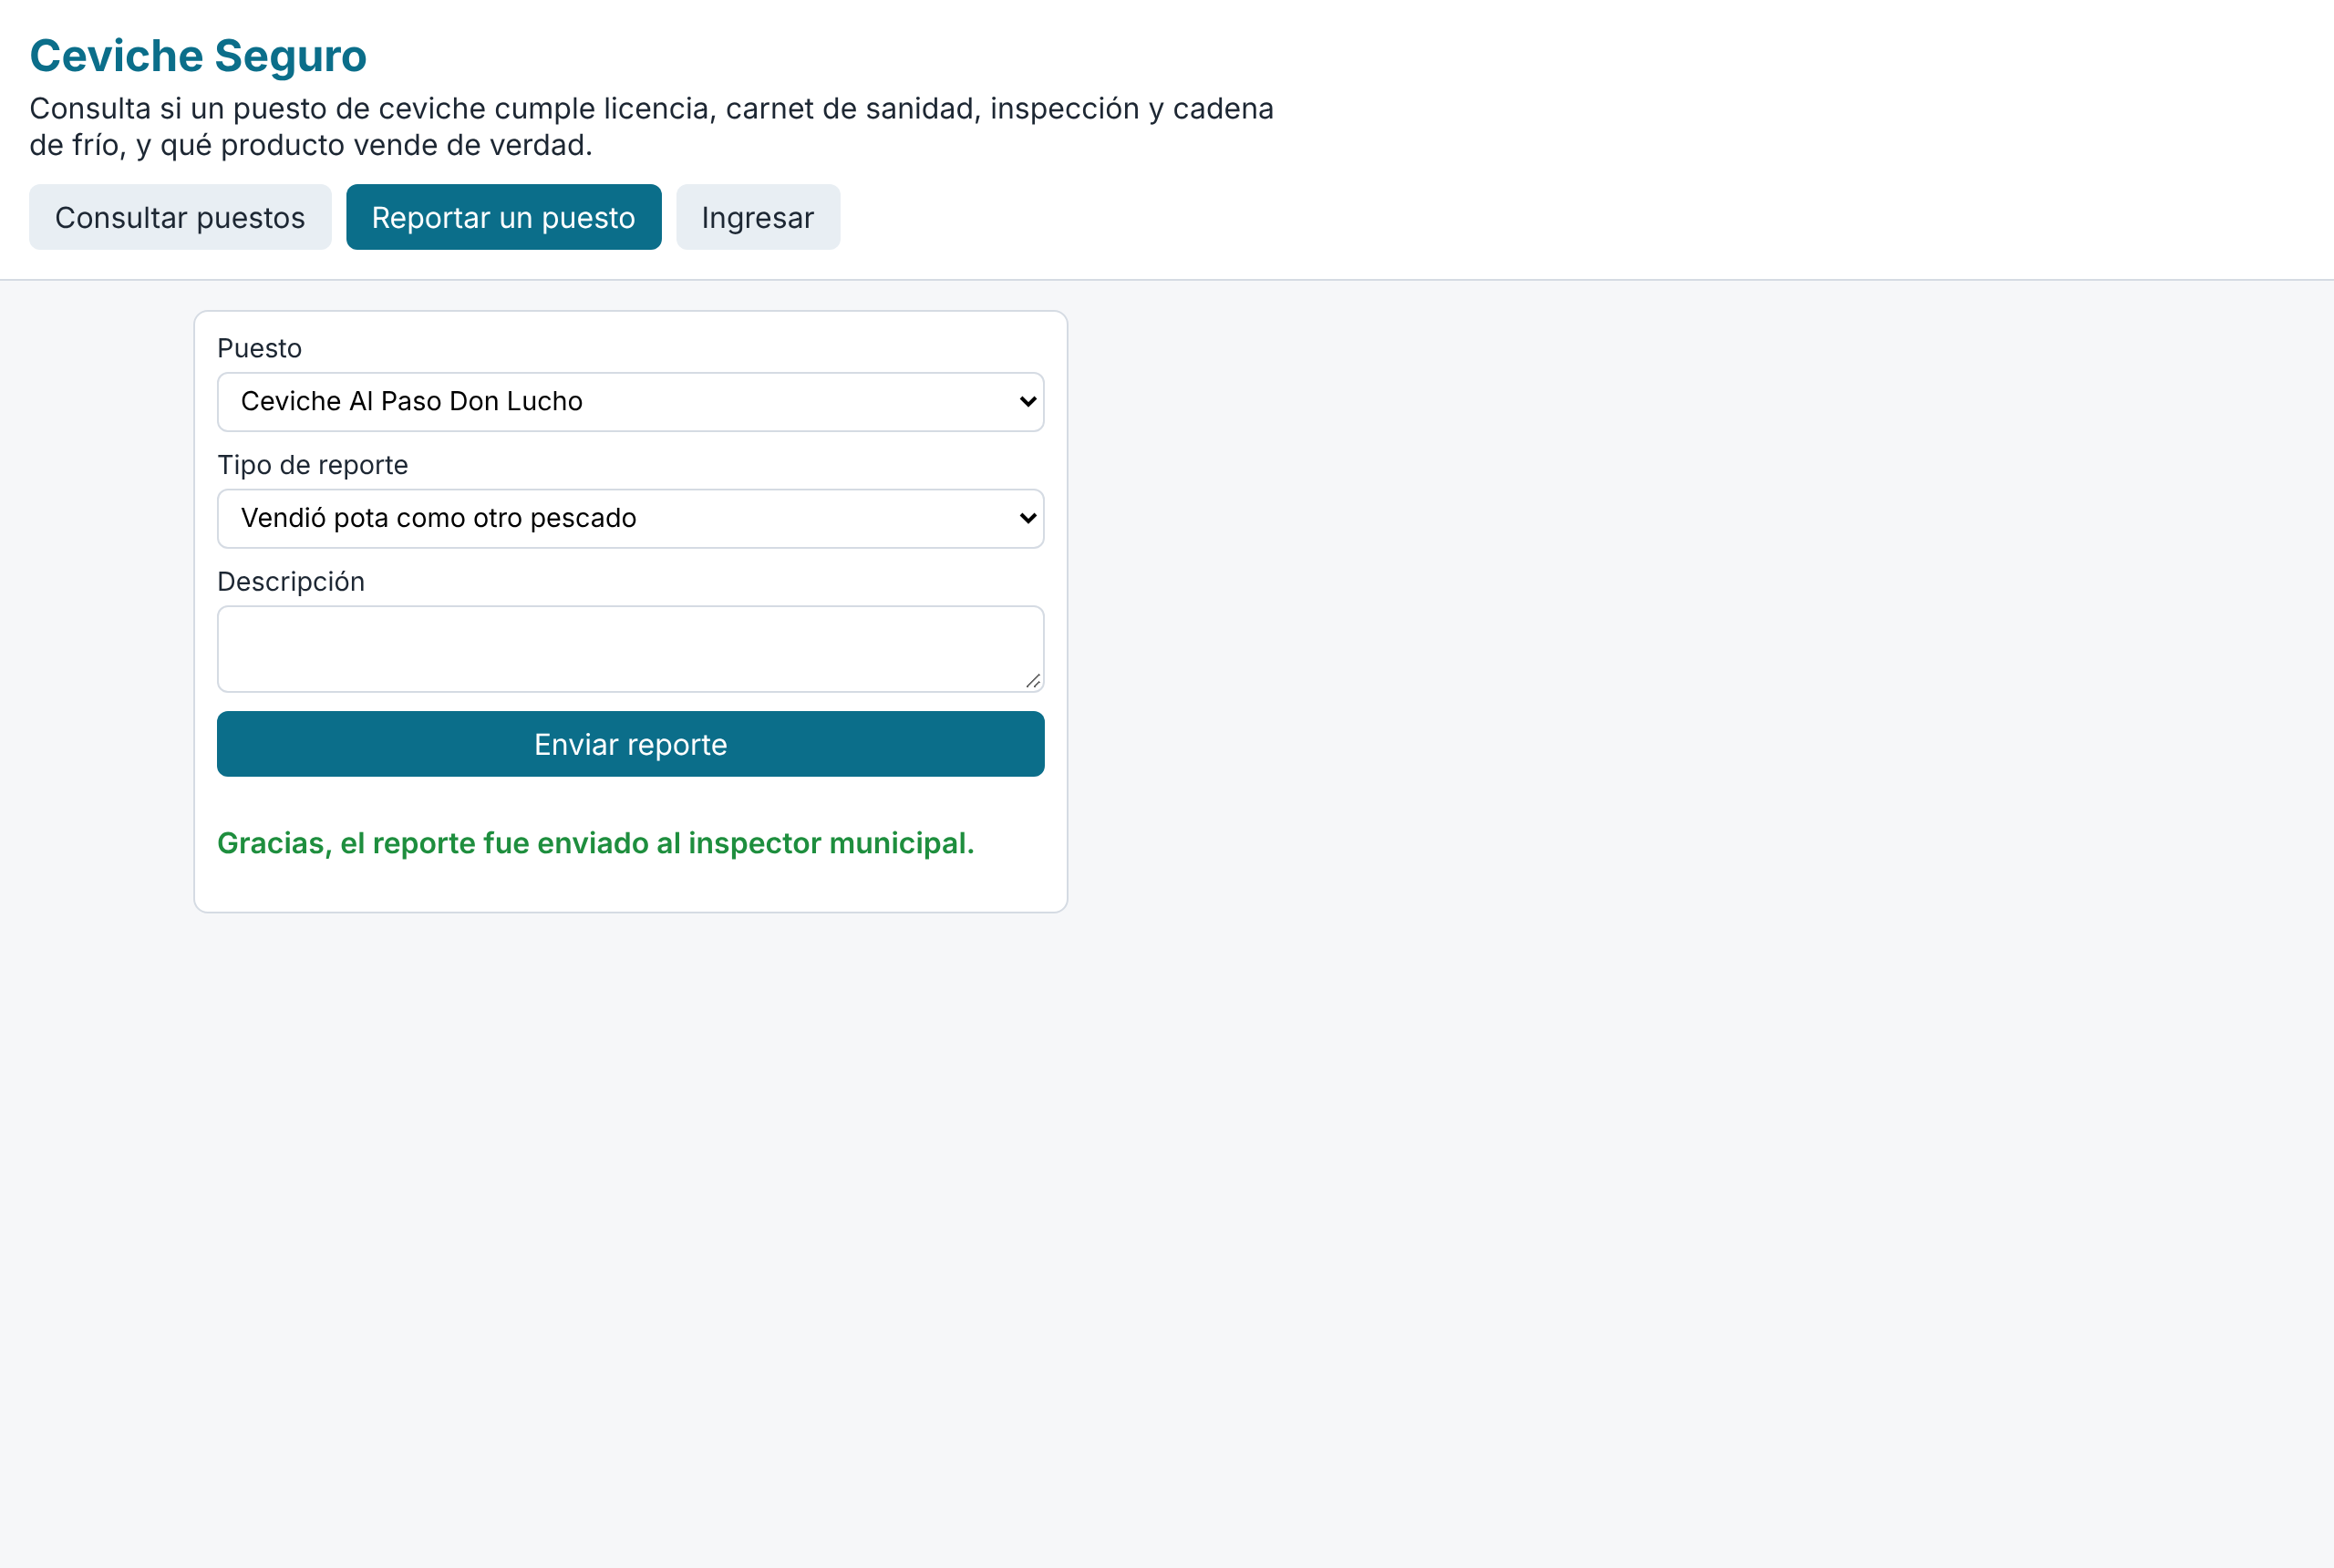 Ceviche Seguro
Consulta si un puesto de ceviche cumple licencia, carnet de sanidad, inspección y cadena
de frío, y qué producto vende de verdad.
Consultar puestos
Reportar un puesto
Ingresar
Puesto
Ceviche Al Paso Don Lucho
Tipo de reporte
Vendió pota como otro pescado
Descripción
Enviar reporte
Gracias, el reporte fue enviado al inspector municipal.